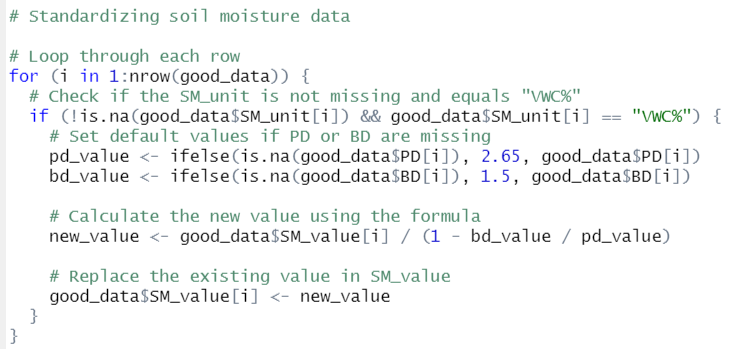 # Standardizing soil moisture data

# Loop through each row
for (i in 1:nrow(good_data)) {
  # Check if the SM_unit is not missing and equals "VWC%"
  if (!is.na(good_data$SM_unit[i]) && good_data$SM_unit[i] == "VWC%") {
    # Set default values if PD or BD are missing
    pd_value <- ifelse(is.na(good_data$PD[i]), 2.65, good_data$PD[i])
    bd_value <- ifelse(is.na(good_data$BD[i]), 1.5, good_data$BD[i])

    # Calculate the new value using the formula
    new_value <- good_data$SM_value[i] / (1 - bd_value / pd_value)

    # Replace the existing value in SM_value
    good_data$SM_value[i] <- new_value
  }
}